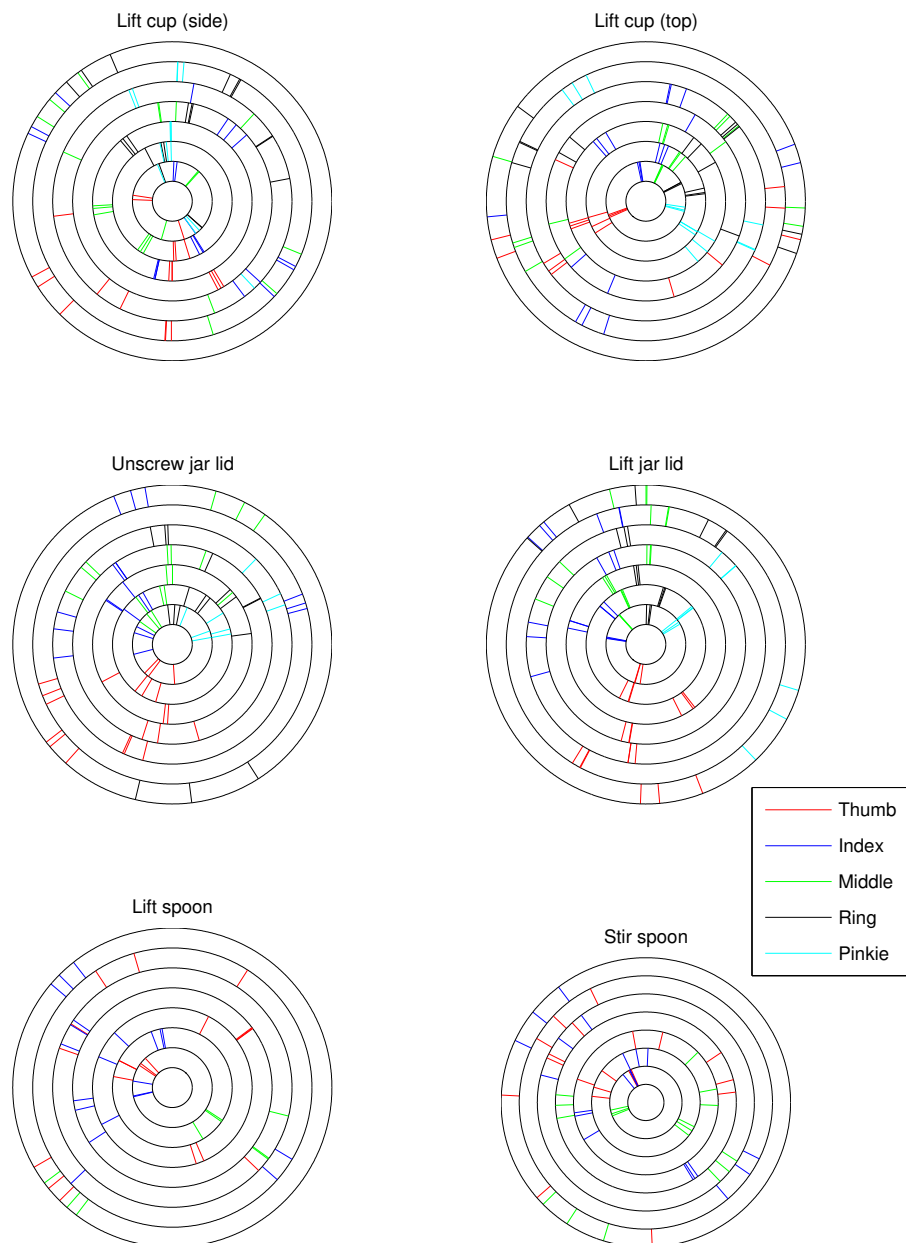 Lift cup (side)
Lift cup (top)
Unscrew jar lid
Lift jar lid
Thumb
Index
Middle
Ring
Pinkie
Lift spoon
Stir spoon